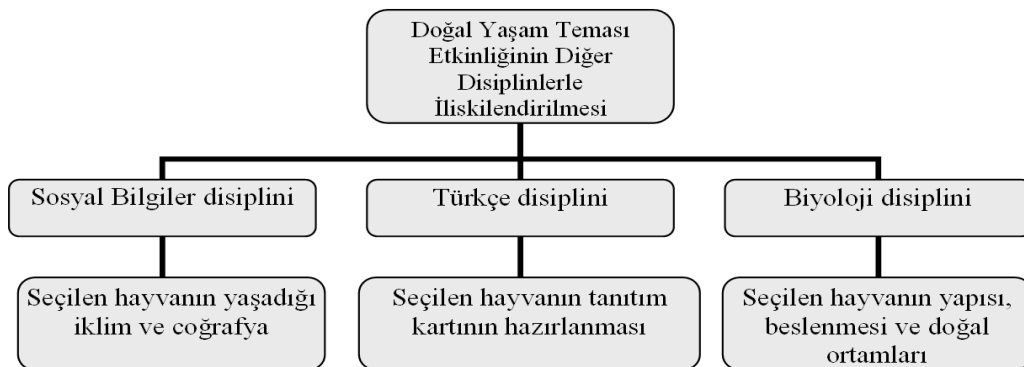 Doğal Yaşam Teması
Etkinliğinin Diğer
Disiplinlerle
İliskilendirilmesi
Sosyal Bilgiler disiplini
Türkçe disiplini
Biyoloji disiplini
Seçilen hayvanın yaşadığı
iklim ve coğrafya
Seçilen hayvanın tanıtım
kartının hazırlanması
Seçilen hayvanın yapısı,
beslenmesi ve doğal
ortamları